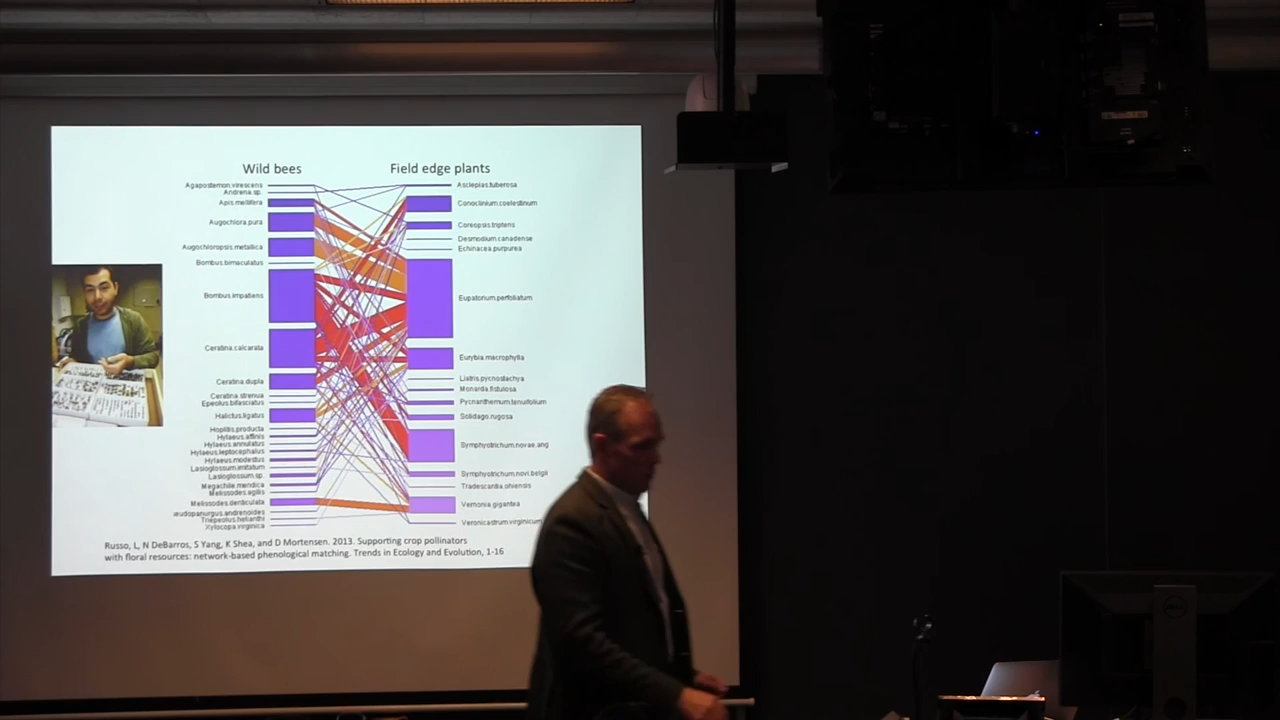 Wild bees
Field edge plants
Agapostemon.virescens
Andrena.sp.
Apis.mellifera
Augochlora.pura
Augochloropsis.metallica
Bombus.bimaculatus
Bombus.impatiens
Ceratina.calcarata
Ceratina.dupla
Ceratina.strenua
Epeolus.bifasciatus
Halictus.ligatus
Hoplitis.producta
Hylaeus.affinis
Hylaeus.annulatus
Hylaeus.leptocephalus
Hylaeus.modestus
Lasioglossum.imitatum
Lasioglossum.sp.
Megachile.mendica
Melissodes.agilis
Melissodes.denticulata
eudopanurgus.andrenoides
Triepeolus.helianthi
Xylocopa.virginica
Asclepias.tuberosa
Conoclinium.coelestinum
Coreopsis.tripteris
Desmodium.canadense
Echinacea.purpurea
Eupatorium.perfoliatum
Eurybia.macrophylla
Liatris.pycnostachya
Monarda.fistulosa
Pycnanthemum.tenuifolium
Solidago.rugosa
Symphyotrichum.novae.ang
Symphyotrichum.novi.belgii
Tradescantia.ohiensis
Vernonia.gigantea
Veronicastrum.virginicum
Russo, L, N DeBarros, S Yang, K Shea, and D Mortensen. 2013. Supporting crop pollinators
with floral resources: network-based phenological matching. Trends in Ecology and Evolution, 1-16